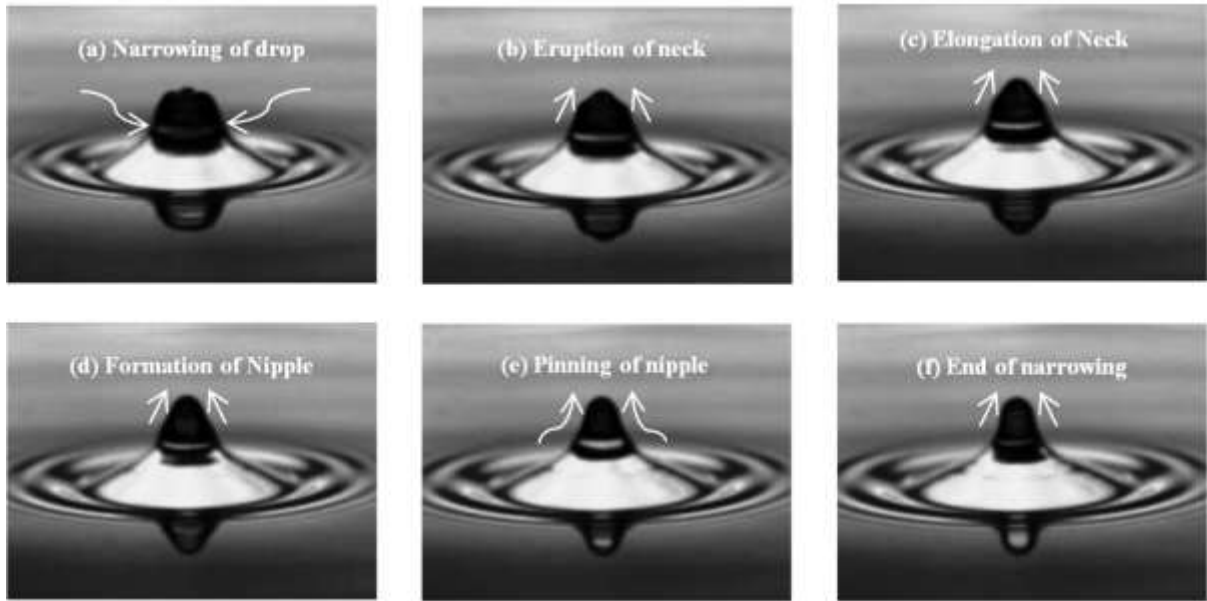 (a) Narrowing of drop
(b) Eruption of neck
(c) Elongation of Neck
(d) Formation of Nipple
(e) Pinning of nipple
(f) End of narrowing